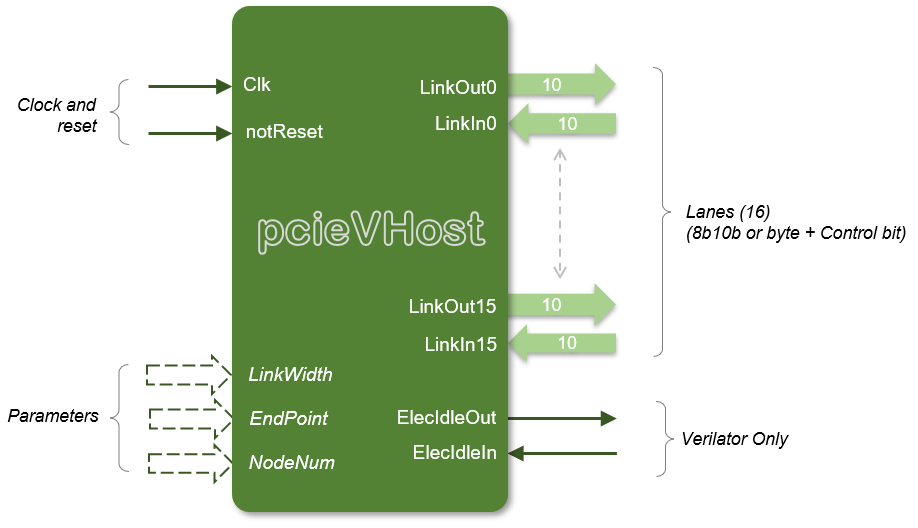 Clk
LinkOut0
10
LinkIn0
10
Clock and
reset
notReset
pcieVHost
Lanes (16)
(8b10b or byte + Control bit)
LinkOut15
10
LinkIn15
10
Parameters
LinkWidth
EndPoint
NodeNum
ElecIdleOut
ElecIdleIn
Verilator Only